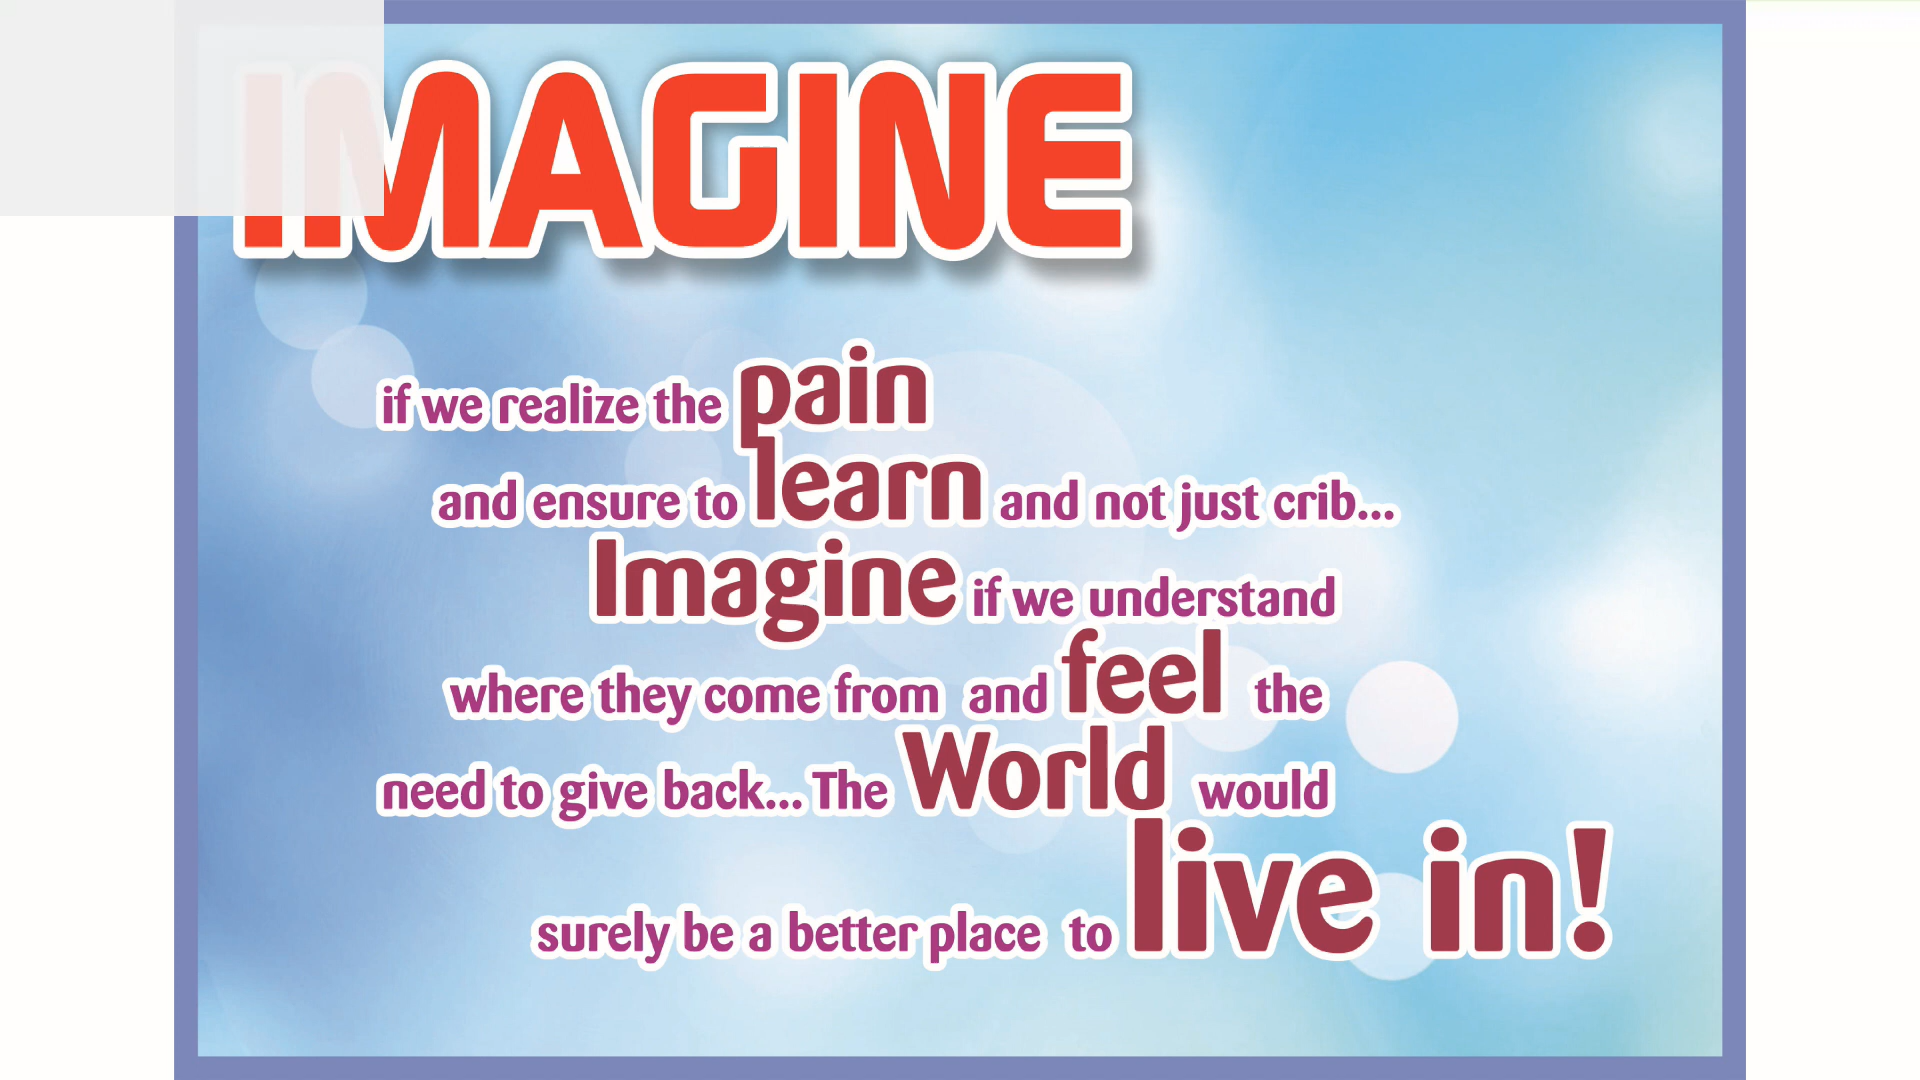 IMAGINE
if we realize the pain
and ensure to learn and not just crib...
Imagine if we understand
where they come from and feel the
need to give back... The World would
surely be a better place to live in!